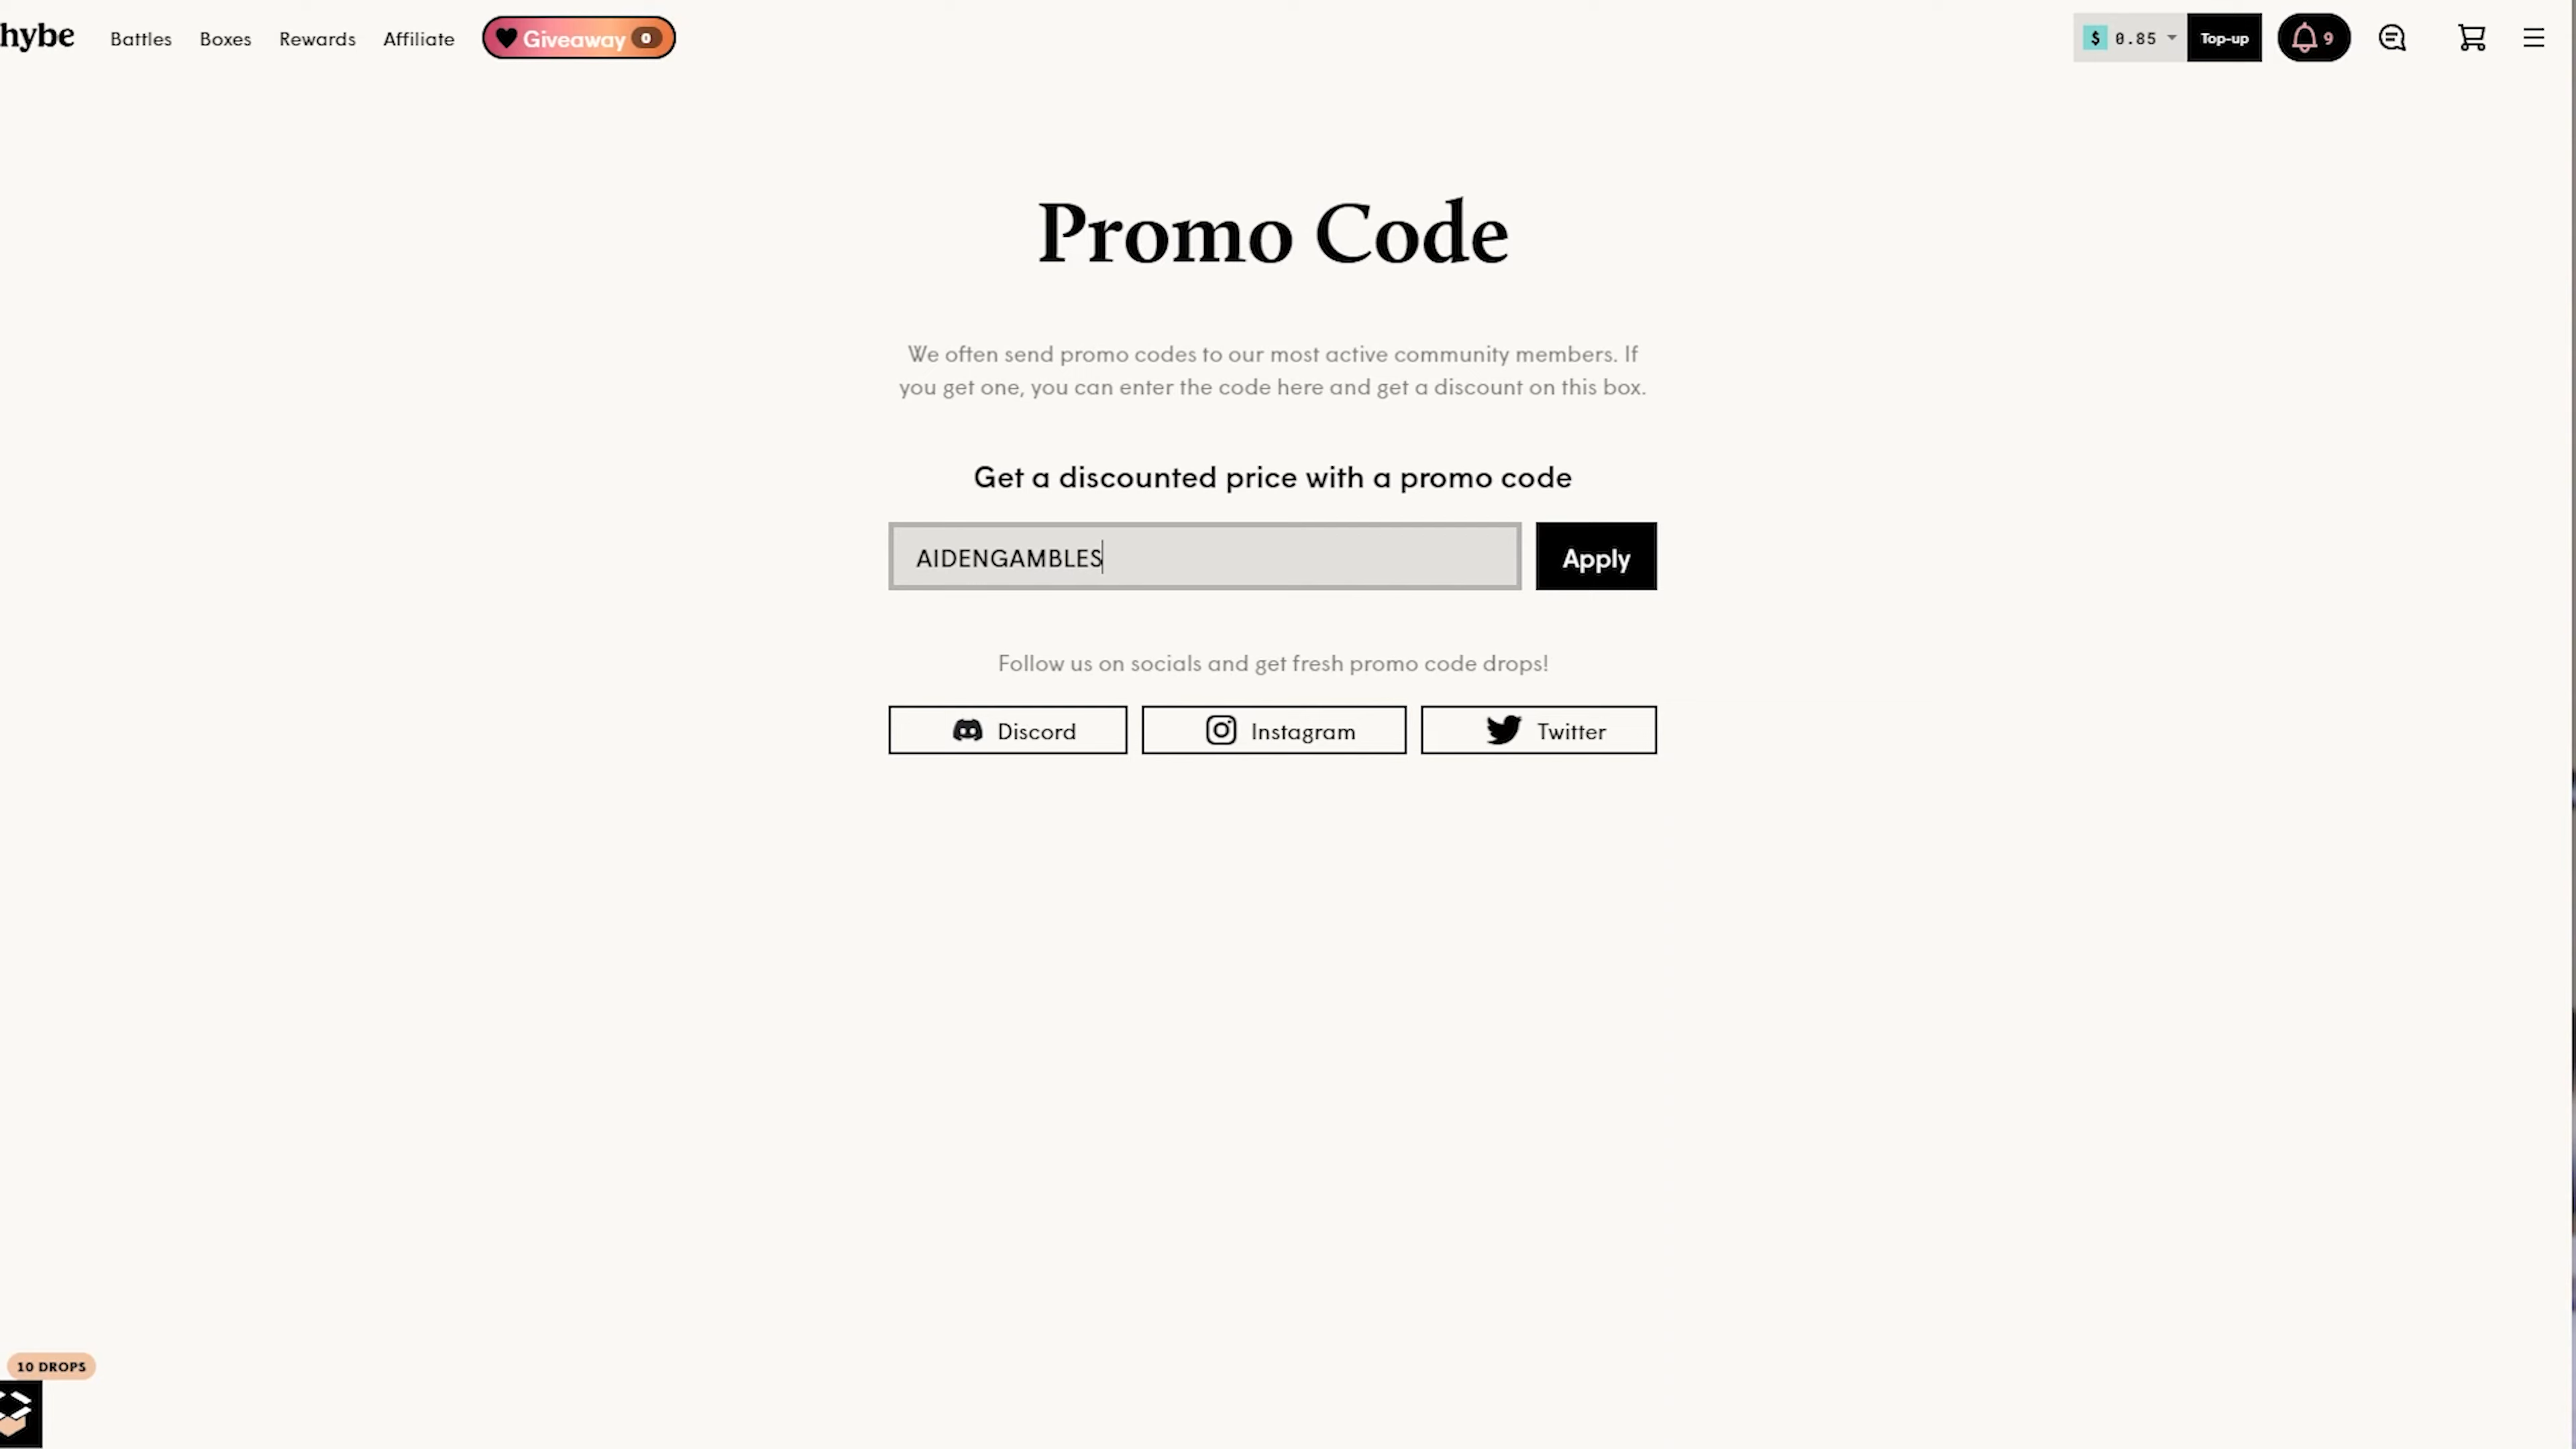 hybe
Battles
Boxes
Rewards
Affiliate
Giveaway 0
$ 0.85
Top-up
9
Promo Code
We often send promo codes to our most active community members. If
you get one, you can enter the code here and get a discount on this box.
Get a discounted price with a promo code
AIDENGAMBLES
Apply
Follow us on socials and get fresh promo code drops!
Discord
Instagram
Twitter
10 DROPS